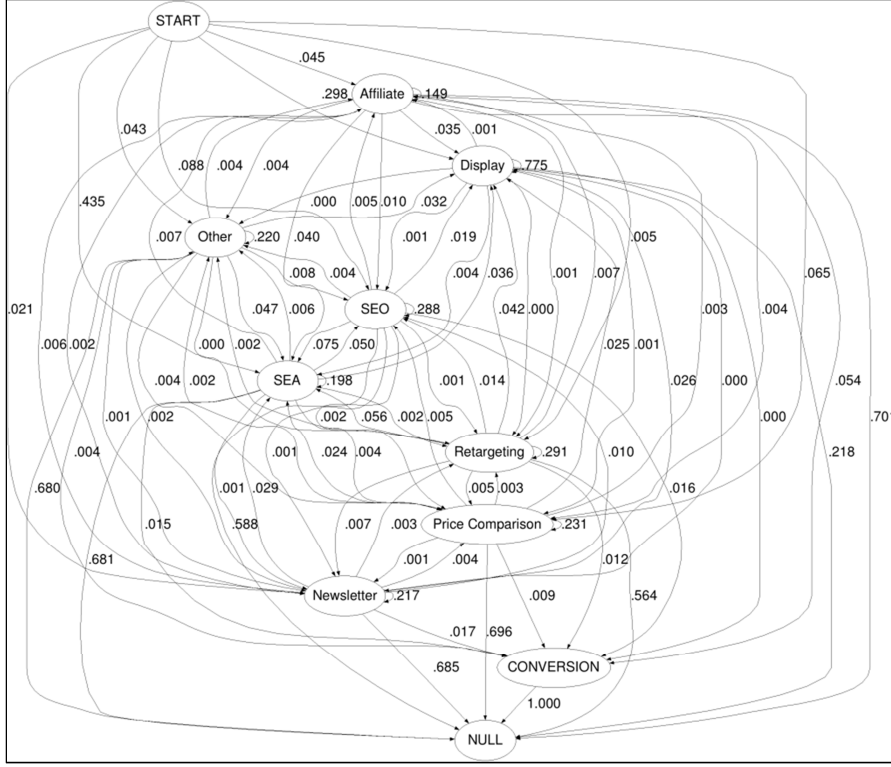 START
.045
.298 Affiliate .149
.043
.035 .001
.088 .004 .004
Display .775
.435
.000 .005 .010 .032
.007 Other .220 .040 .001 .019 .005
.008 .004 .004 .036 .001 .007 .065
.021 .047 .006 SEO .288 .042 .000 .003 .004
.006 .002 .000 .002 .075 .050 .025 .001
.004 .002 SEA .198 .001 .014 .026 .000 .054
.001 .002 .002 .056 .002 .005 .000 .701
.004 .001 .024 .004 Retargeting .291 .010 .218
.680 .001 .029 .005 .003 .016
.015 .588 .007 .003 Price Comparison .231
.681 .001 .004 .012
Newsletter .217 .009 .564
.017 .696
.685 CONVERSION
1.000
NULL